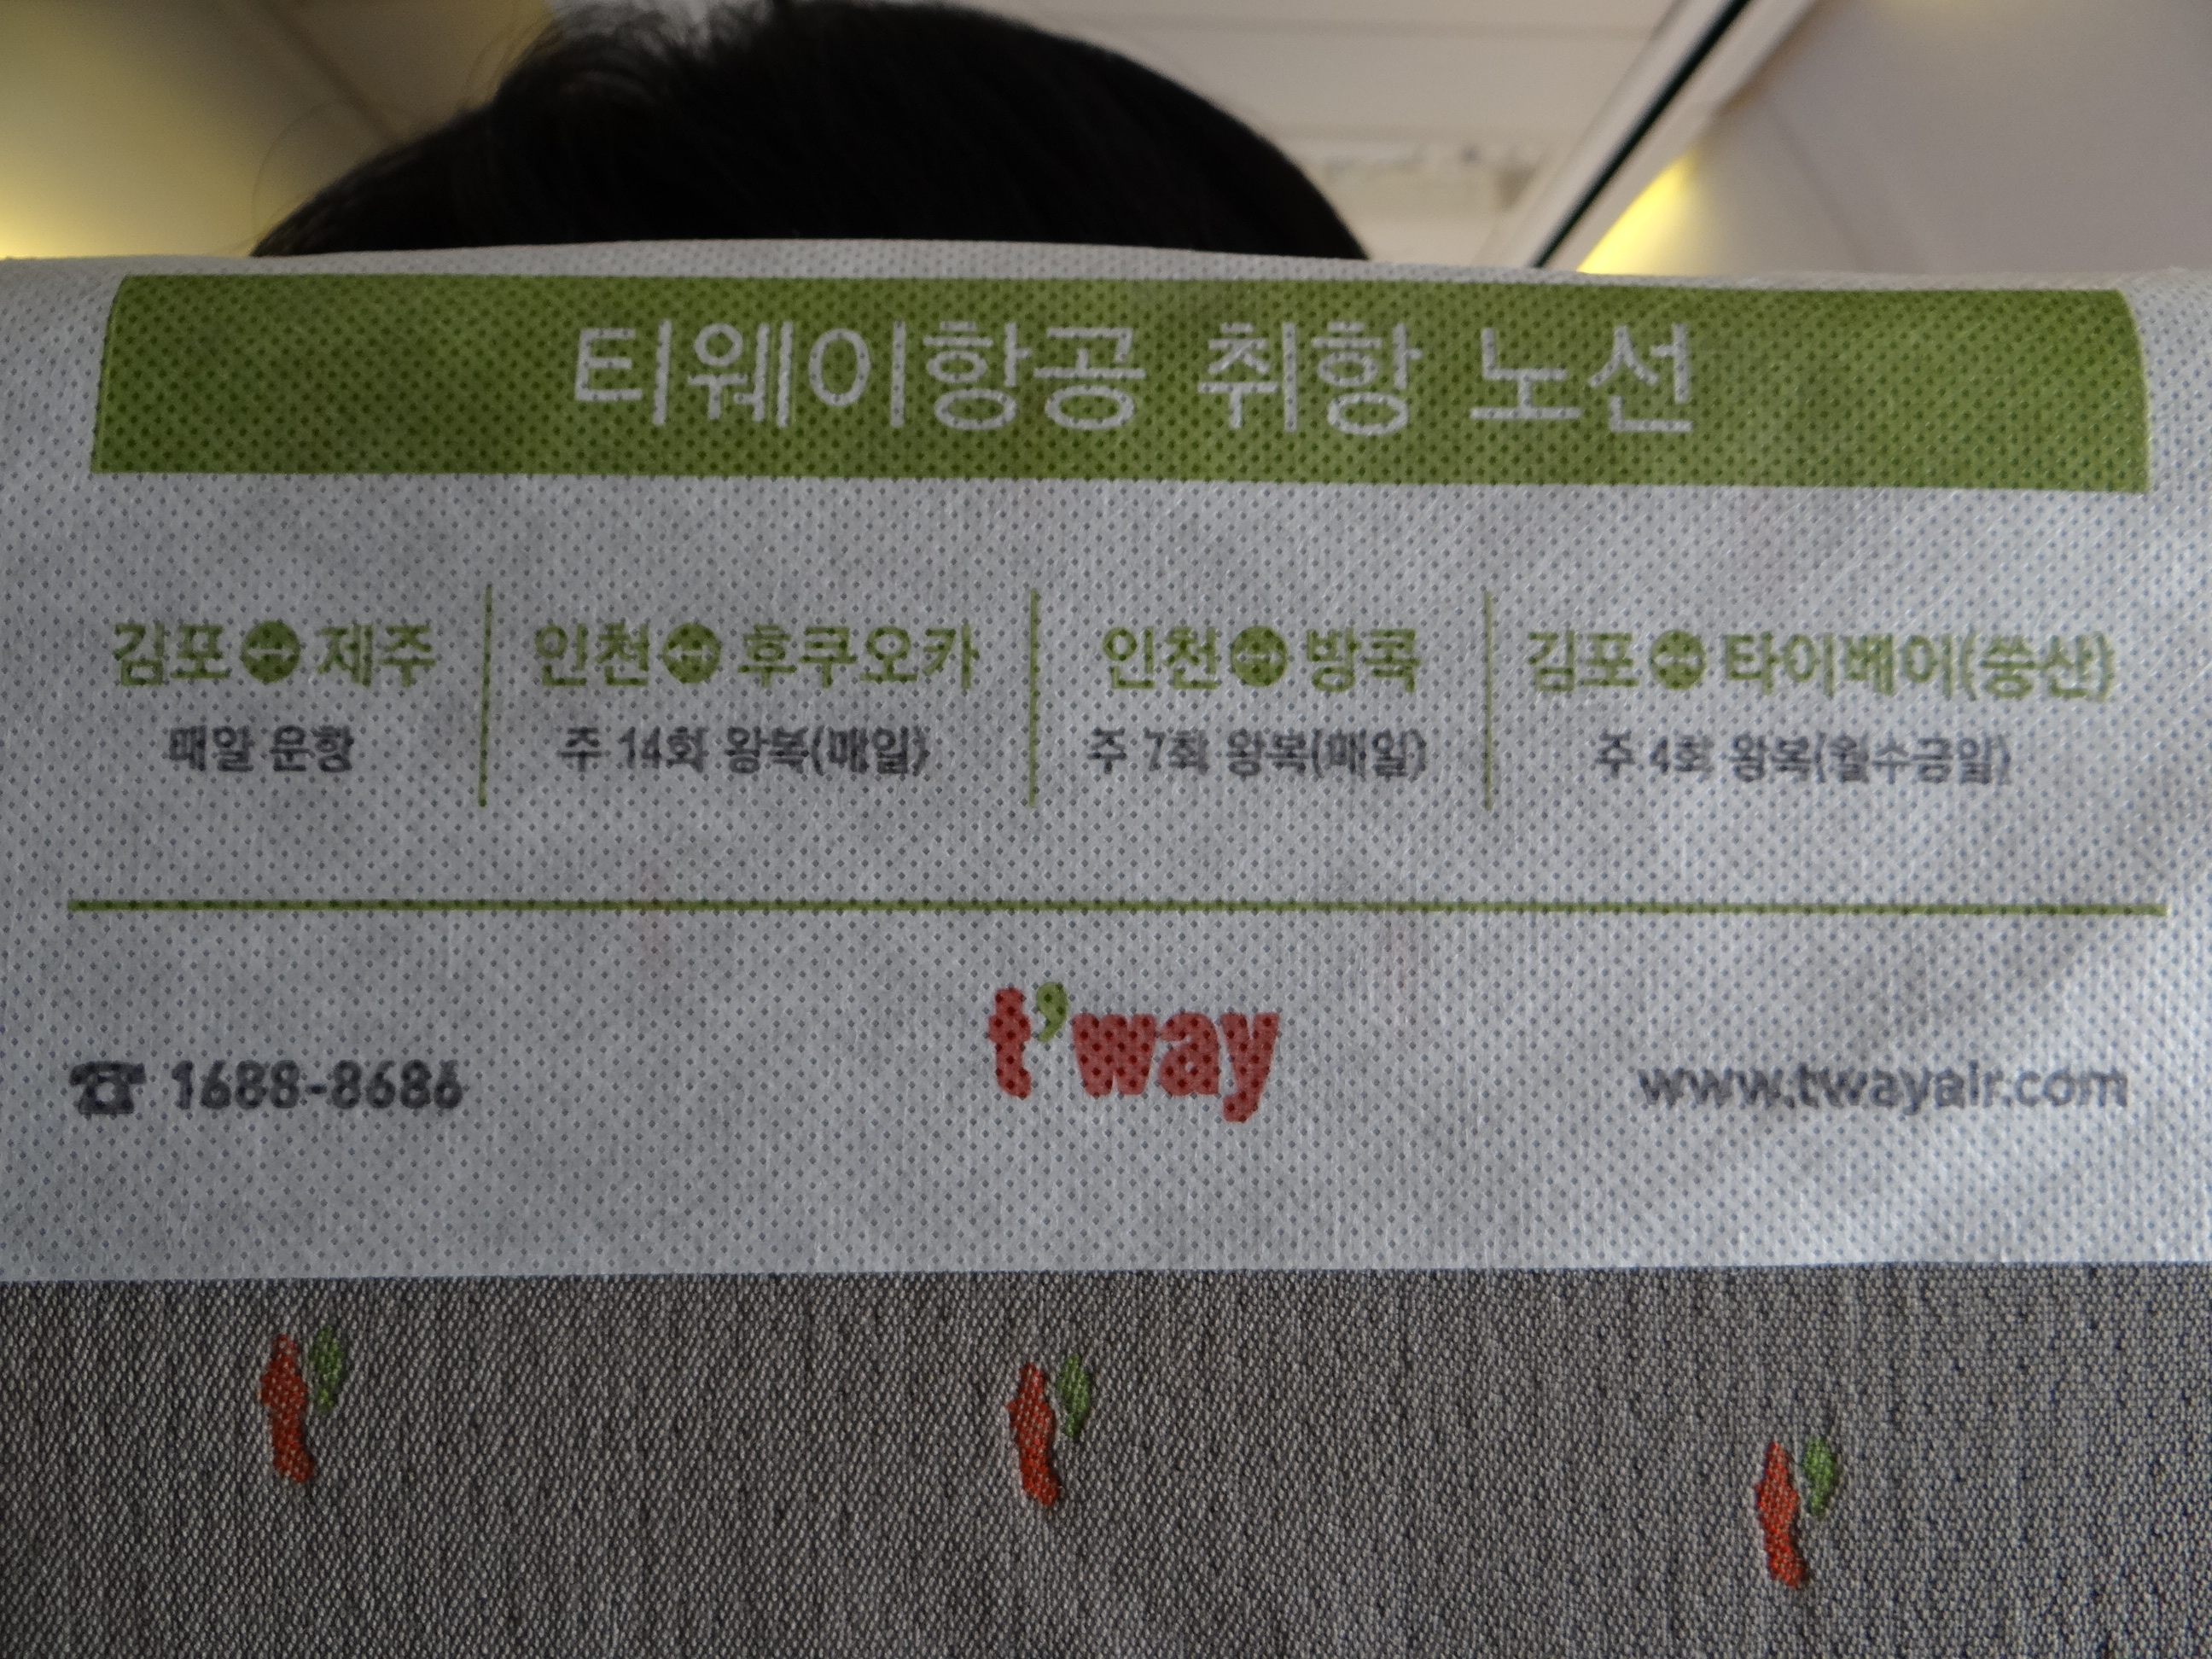 티웨이항공 취항 노선
김포 ↔ 제주
매일 운항
인천 ↔ 후쿠오카
주 14회 왕복(매일)
인천 ↔ 방콕
주 7회 왕복(매일)
김포 ↔ 타이베이(쑹산)
주 4회 왕복(월수금일)
☎ 1688-8686
t'way
www.twayair.com